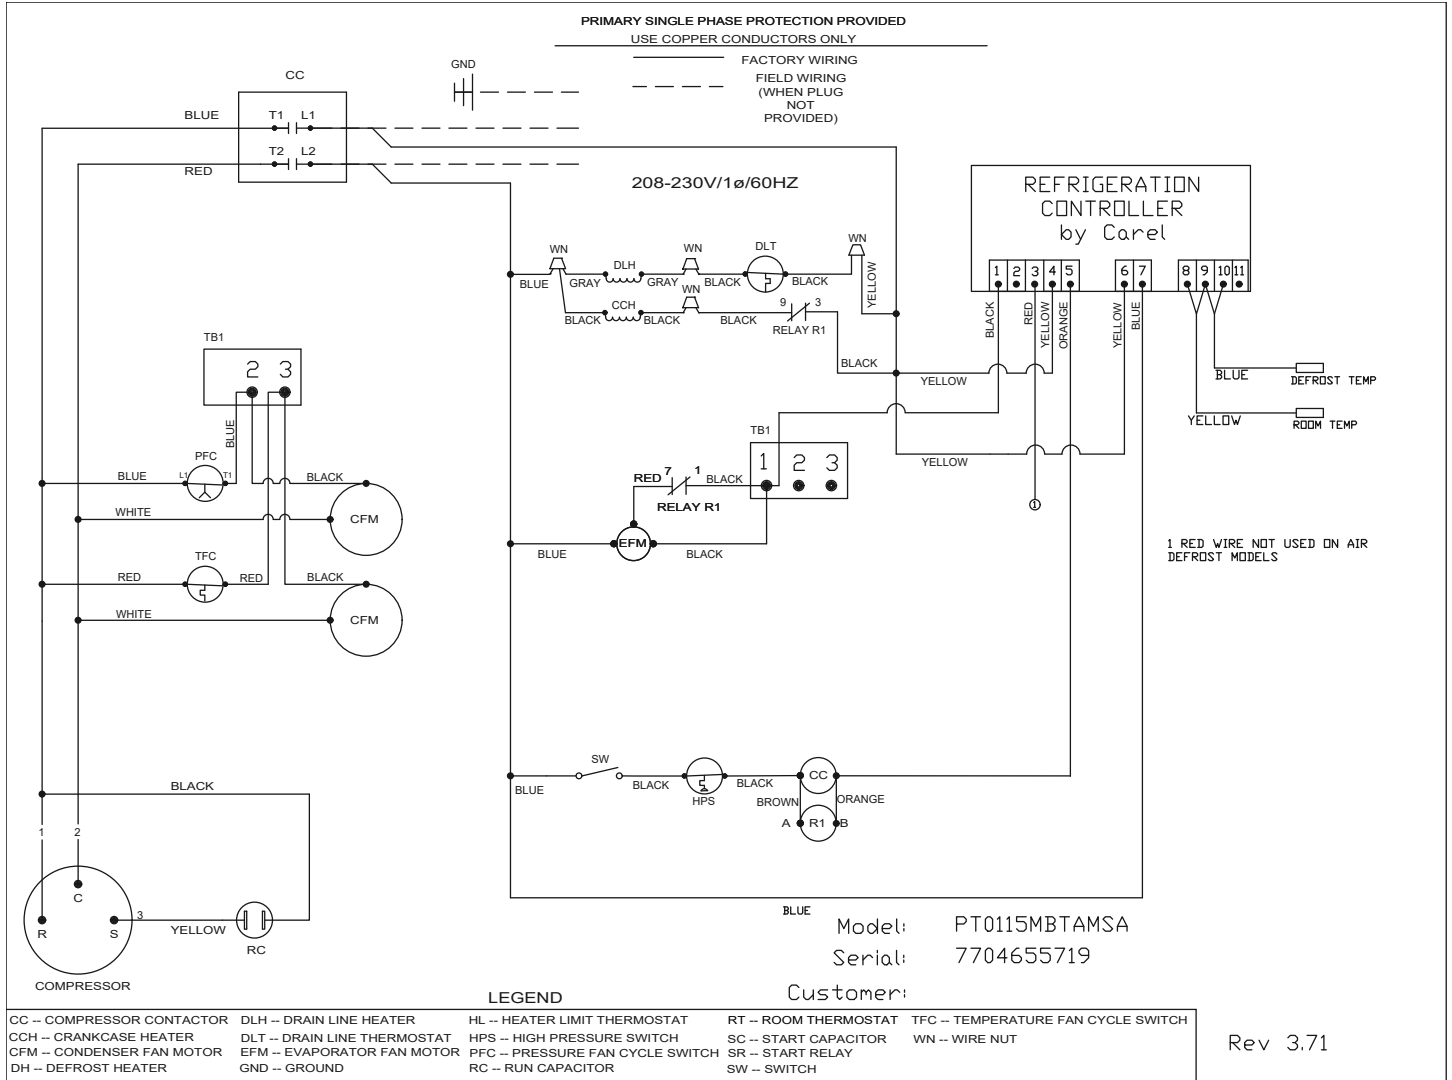 PRIMARY SINGLE PHASE PROTECTION PROVIDED
USE COPPER CONDUCTORS ONLY
FACTORY WIRING
FIELD WIRING
(WHEN PLUG
NOT
PROVIDED)
GND
CC
BLUE
T1 L1
T2 L2
RED
208-230V/1ø/60HZ
REFRIGERATION
CONTROLLER
by Carel
1 2 3 4 5 6 7 8 9 10 11
BLACK
RED
YELLOW
ORANGE
YELLOW
BLUE
WN
DLH
WN
DLT
WN
BLUE
GRAY
GRAY
BLACK
BLACK
YELLOW
CCH
WN
9 3
BLACK
BLACK
BLACK
RELAY R1
BLACK
YELLOW
BLUE
DEFROST TEMP
YELLOW
ROOM TEMP
TB1
2 3
BLUE
PFC
BLUE
L1
T1
BLACK
WHITE
CFM
TFC
RED
RED
BLACK
WHITE
CFM
TB1
1 2 3
YELLOW
RED
7 1
BLACK
RELAY R1
EFM
BLUE
BLACK
1
1 RED WIRE NOT USED ON AIR
DEFROST MODELS
SW
BLUE
BLACK
HPS
BLACK
CC
BROWN
ORANGE
A
R1
B
BLACK
1
2
C
R
S
3
YELLOW
RC
COMPRESSOR
BLUE
Model: PT0115MBTAMSA
Serial: 7704655719
Customer:
LEGEND
CC -- COMPRESSOR CONTACTOR
CCH -- CRANKCASE HEATER
CFM -- CONDENSER FAN MOTOR
DH -- DEFROST HEATER
DLH -- DRAIN LINE HEATER
DLT -- DRAIN LINE THERMOSTAT
EFM -- EVAPORATOR FAN MOTOR
GND -- GROUND
HL -- HEATER LIMIT THERMOSTAT
HPS -- HIGH PRESSURE SWITCH
PFC -- PRESSURE FAN CYCLE SWITCH
RC -- RUN CAPACITOR
RT -- ROOM THERMOSTAT
SC -- START CAPACITOR
SR -- START RELAY
SW -- SWITCH
TFC -- TEMPERATURE FAN CYCLE SWITCH
WN -- WIRE NUT
Rev 3.71